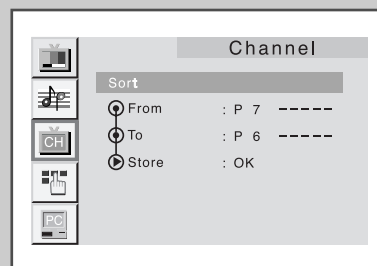 Channel
Sort
From : P 7 -----
To : P 6 -----
Store : OK
CH
PC